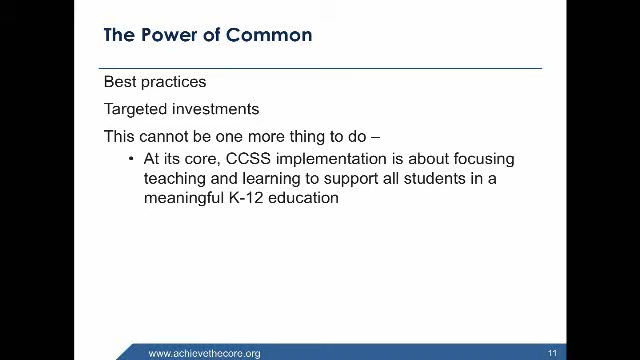 The Power of Common
Best practices
Targeted investments
This cannot be one more thing to do –
• At its core, CCSS implementation is about focusing
teaching and learning to support all students in a
meaningful K-12 education
www.achievethecore.org
11